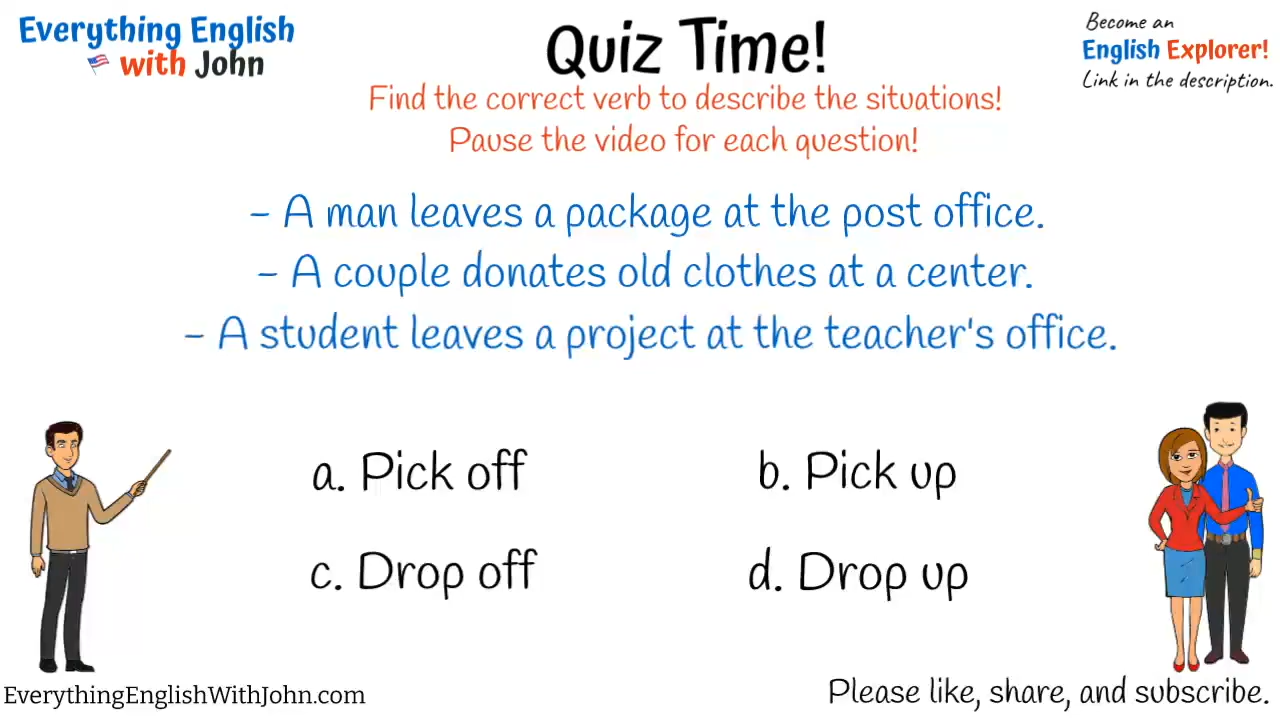 Everything English
with John
Quiz Time!
Become an
English Explorer!
Link in the description.
Find the correct verb to describe the situations!
Pause the video for each question!
- A man leaves a package at the post office.
- A couple donates old clothes at a center.
- A student leaves a project at the teacher's office.
a. Pick off
b. Pick up
c. Drop off
d. Drop up
EverythingEnglishWithJohn.com
Please like, share, and subscribe.